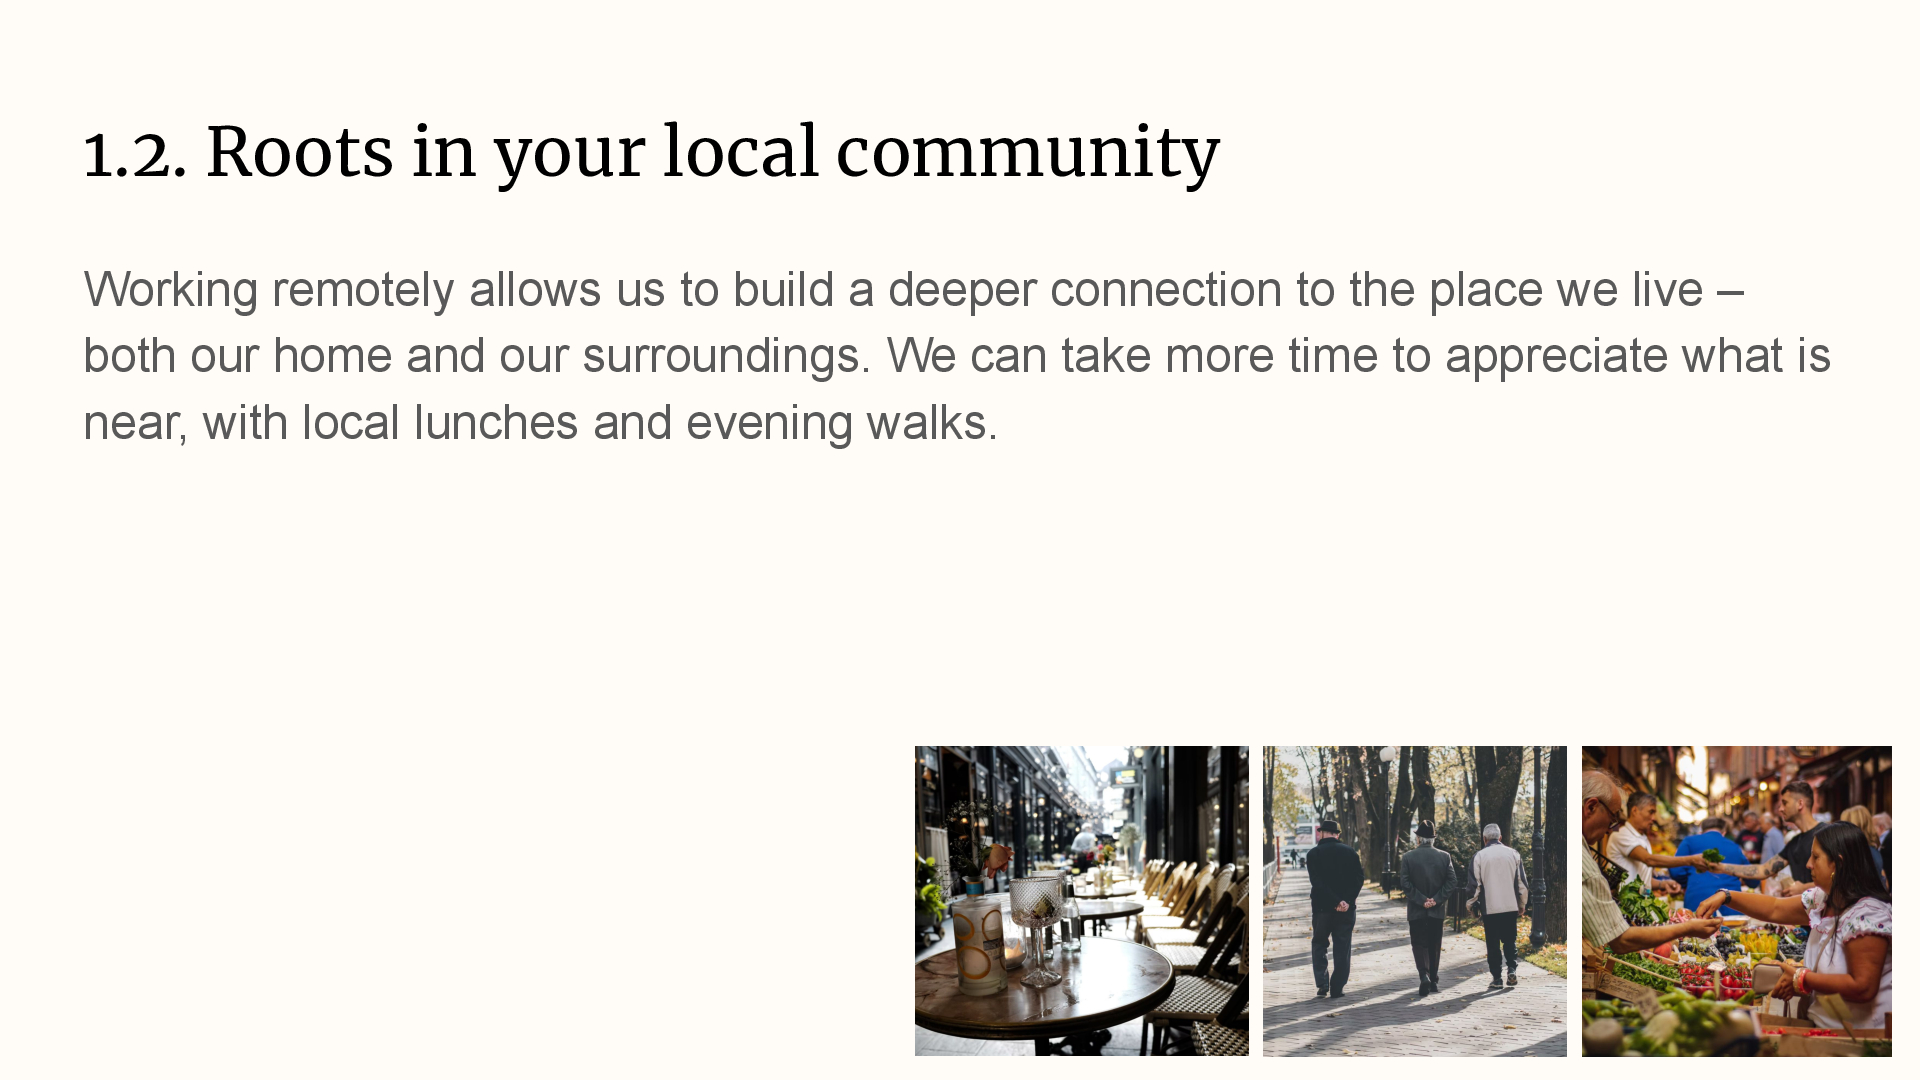 1.2. Roots in your local community
Working remotely allows us to build a deeper connection to the place we live –
both our home and our surroundings. We can take more time to appreciate what is
near, with local lunches and evening walks.